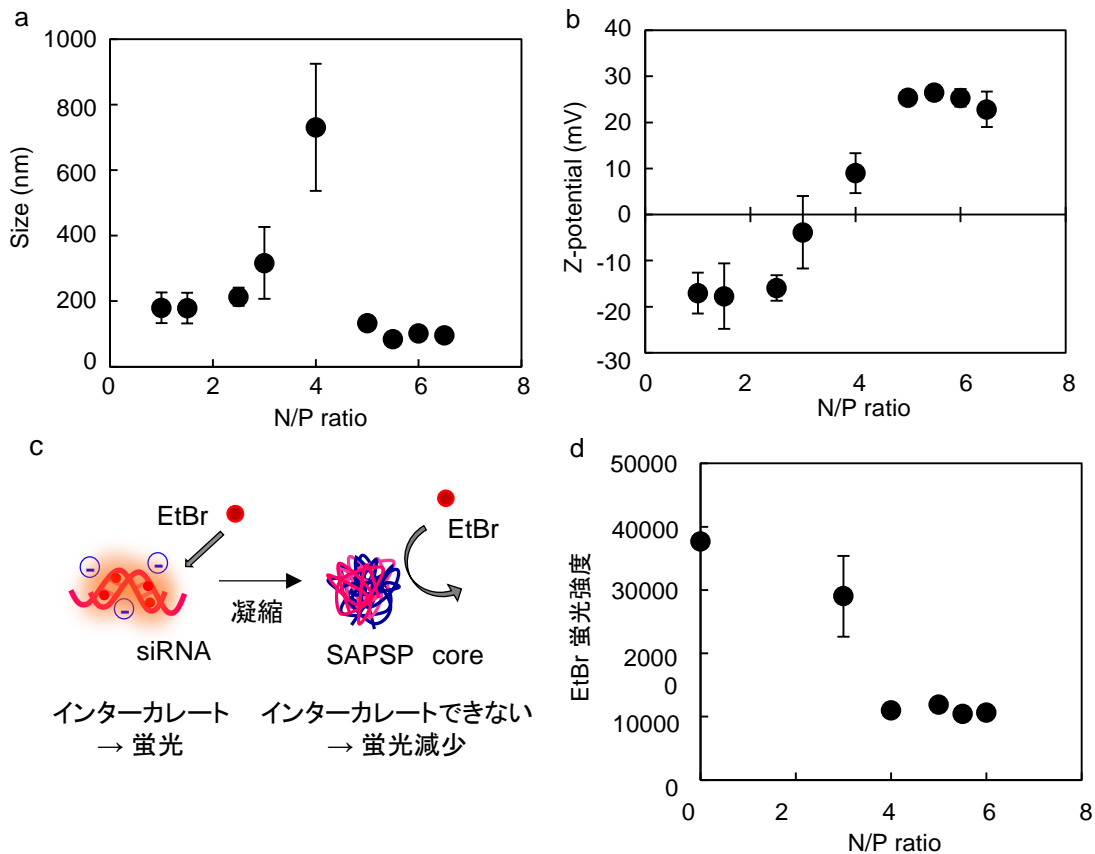 a
1000
800
600
400
200
0
Size (nm)
0 2 4 6 8
N/P ratio
b
40
30
20
10
0
-10
-20
-30
Z-potential (mV)
0 2 4 6 8
N/P ratio
c
EtBr
EtBr
- - -
凝縮
siRNA
SAPSP core
インターカレート
→ 蛍光
インターカレートできない
→ 蛍光減少
d
50000
40000
30000
2000
0
10000
0
EtBr 蛍光強度
0 2 4 6 8
N/P ratio